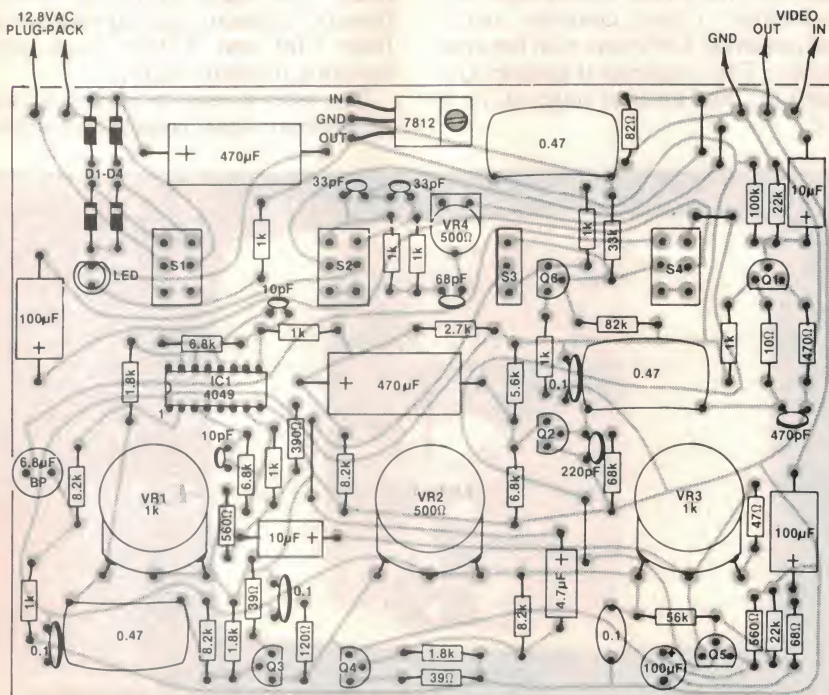 12.8VAC
PLUG-PACK
VIDEO
GND OUT IN
IN
GND
OUT
7812
0.47
82Ω
D1-D4
+ 470µF
33pF 33pF
100k
22k
10µF
+
VR4
500Ω
1k
1k
1k
1k
33k
LED
S1
S2
S3
Q6
S4
Q1
68pF
10pF
100µF
+
6.8k
1k
2.7k
82k
1k
1k
10Ω
470Ω
1.8k
IC1
4049
1
+ 470µF
5.6k
0.1
0.47
470pF
6.8µF
BP
8.2k
VR1
1k
10pF
6.8k
1k
390Ω
8.2k
VR2
500Ω
Q2
6.8k
220pF
68k
VR3
1k
47Ω
100µF
+
560Ω
10µF +
1k
0.1
0.47
8.2k
1.8k
39Ω
0.1
120Ω
Q3
Q4
1.8k
39Ω
8.2k
4.7µF +
0.1
56k
+
100µF
Q5
560Ω
22k
68Ω